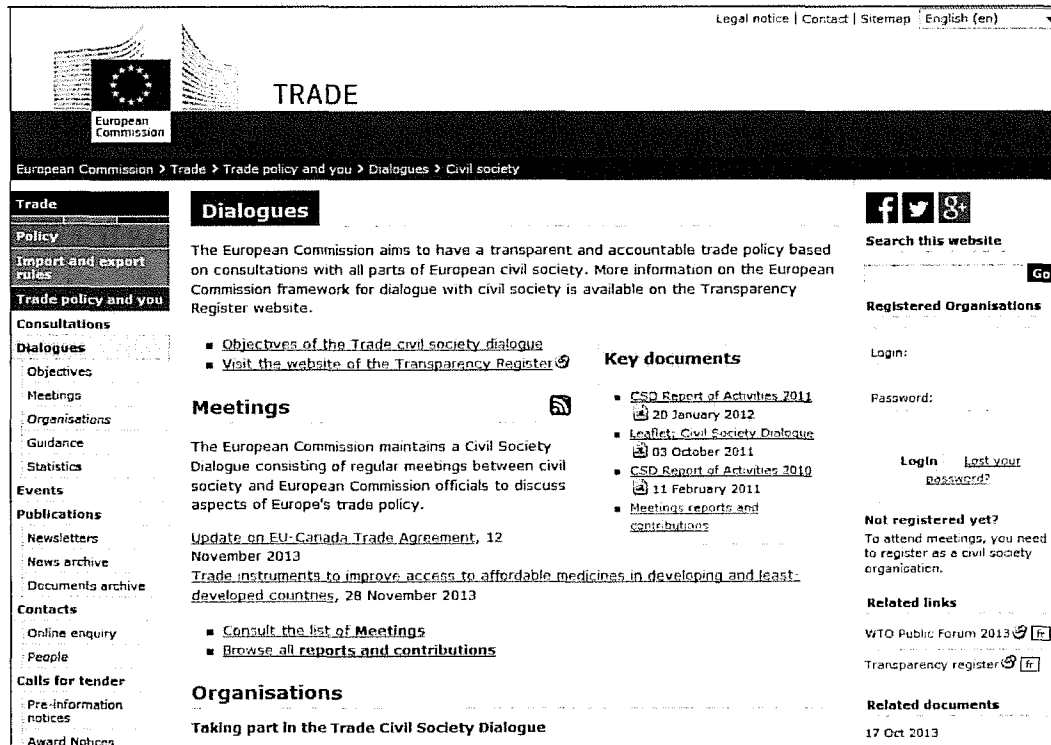 Legal notice | Contact | Sitemap English (en)
TRADE
European
Commission
European Commission > Trade > Trade policy and you > Dialogues > Civil society
Trade
Policy
Import and export
rules
Trade policy and you
Consultations
Dialogues
Objectives
Meetings
Organisations
Guidance
Statistics
Events
Publications
Newsletters
News archive
Documents archive
Contacts
Online enquiry
People
Calls for tender
Pre-information
notices
Award Notices
Dialogues
The European Commission aims to have a transparent and accountable trade policy based
on consultations with all parts of European civil society. More information on the European
Commission framework for dialogue with civil society is available on the Transparency
Register website.
Objectives of the Trade civil society dialogue
Visit the website of the Transparency Register
Meetings
The European Commission maintains a Civil Society
Dialogue consisting of regular meetings between civil
society and European Commission officials to discuss
aspects of Europe's trade policy.
Update on EU-Canada Trade Agreement, 12
November 2013
Trade instruments to improve access to affordable medicines in developing and least-
developed countries, 28 November 2013
Consult the list of Meetings
Browse all reports and contributions
Organisations
Taking part in the Trade Civil Society Dialogue
Key documents
CSD Report of Activities 2011
20 January 2012
Leaflet: Civil Society Dialogue
03 October 2011
CSD Report of Activities 2010
11 February 2011
Meetings reports and
contributions
f g+
Search this website
Go
Registered Organisations
Login:
Password:
Login Lost your
password?
Not registered yet?
To attend meetings, you need
to register as a civil society
organisation.
Related links
WTO Public Forum 2013 fr
Transparency register fr
Related documents
17 Oct 2013